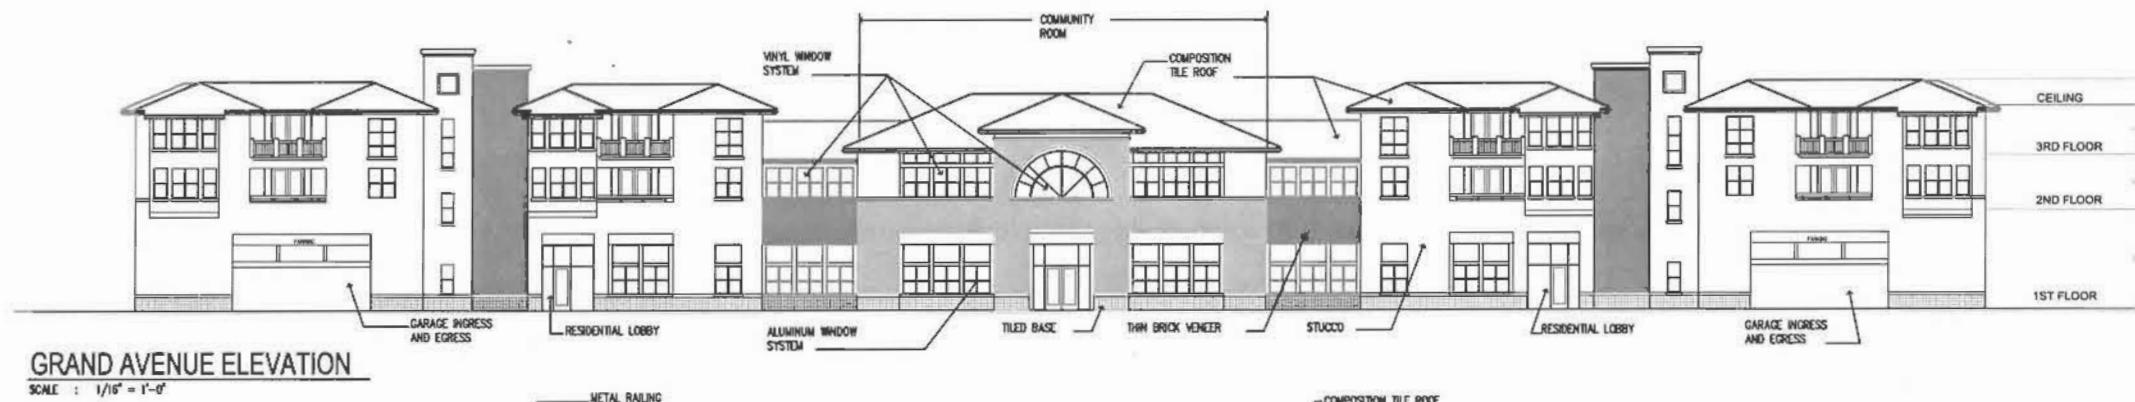 COMMUNITY
ROOM
VINYL WINDOW
SYSTEM
COMPOSITION
TILE ROOF
CEILING
3RD FLOOR
2ND FLOOR
PARKING
PARKING
1ST FLOOR
GARAGE INGRESS
AND EGRESS
RESIDENTIAL LOBBY
ALUMINUM WINDOW
SYSTEM
TILED BASE
THIN BRICK VENEER
STUCCO
RESIDENTIAL LOBBY
GARAGE INGRESS
AND EGRESS
GRAND AVENUE ELEVATION
SCALE : 1/16" = 1'-0"
METAL RAILING
COMPOSITION TILE ROOF